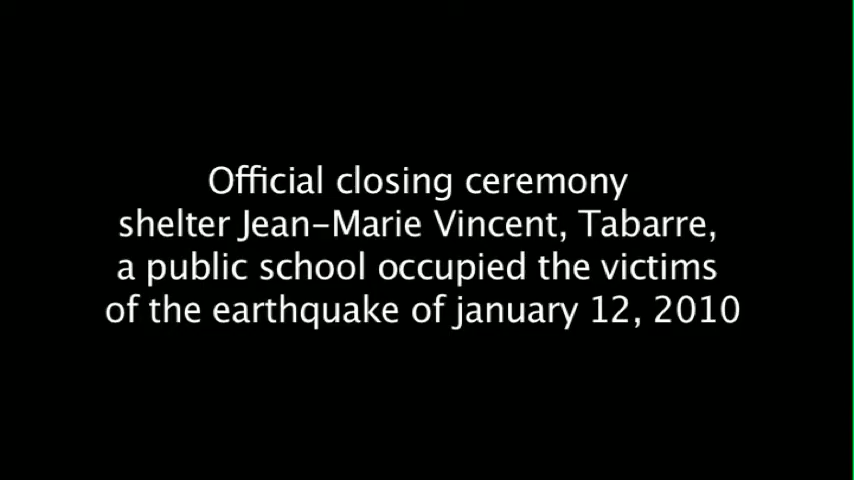 Official closing ceremony
shelter Jean-Marie Vincent, Tabarre,
a public school occupied the victims
of the earthquake of january 12, 2010